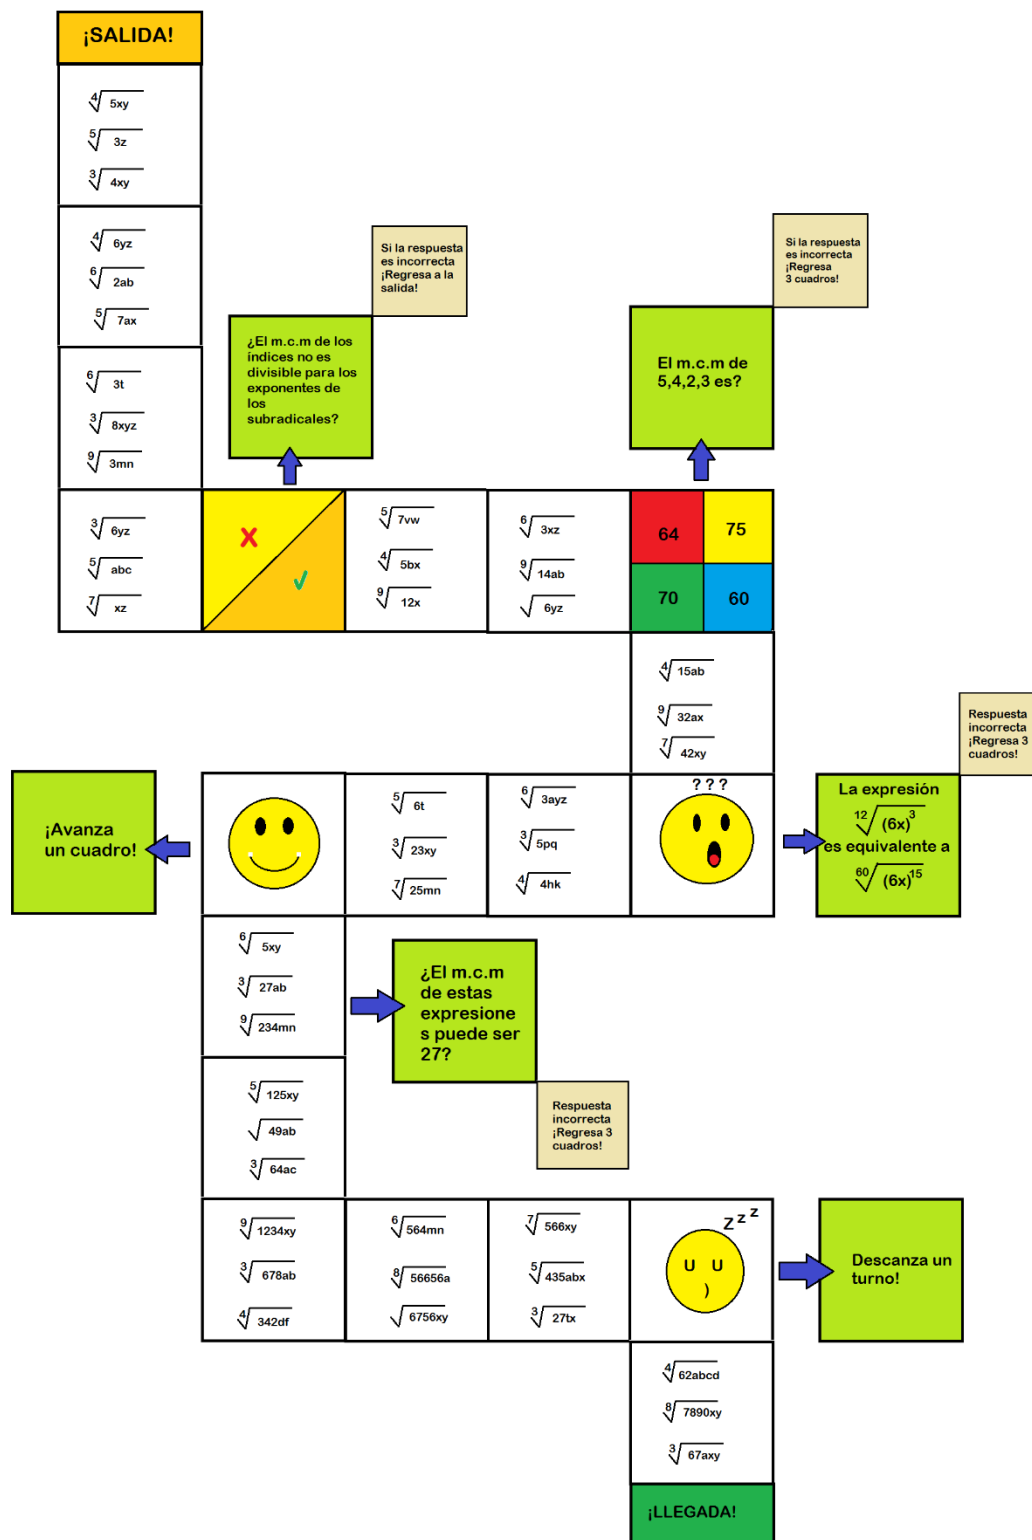 ¡SALIDA!
⁴√5xy
⁵√3z
³√4xy
⁴√6yz
⁶√2ab
⁵√7ax
⁶√3t
³√8xyz
⁹√3mn
Si la respuesta
es incorrecta
¡Regresa a la
salida!
¿El m.c.m de los
índices no es
divisible para los
exponentes de
los
subradicales?
Si la respuesta
es incorrecta
¡Regresa
3 cuadros!
El m.c.m de
5,4,2,3 es?
³√6yz
⁵√abc
⁷√xz
X
✓
⁵√7vw
⁴√5bx
⁹√12x
⁶√3xz
⁹√14ab
√6yz
64
75
70
60
⁴√15ab
⁹√32ax
⁷√42xy
Respuesta
incorrecta
¡Regresa 3
cuadros!
? ? ?
La expresión
¹²√(6x)³
es equivalente a
⁶⁰√(6x)¹⁵
⁶√3ayz
³√5pq
⁴√4hk
⁵√6t
³√23xy
⁷√25mn
¡Avanza
un cuadro!
⁶√5xy
³√27ab
⁹√234mn
¿El m.c.m
de estas
expresione
s puede ser
27?
Respuesta
incorrecta
¡Regresa 3
cuadros!
⁵√125xy
√49ab
³√64ac
⁹√1234xy
³√678ab
⁴√342df
⁶√564mn
⁸√56656a
√6756xy
⁷√566xy
⁵√435abx
³√27tx
z z z
U U
)
Descanza un
turno!
⁴√62abcd
⁸√7890xy
³√67axy
¡LLEGADA!